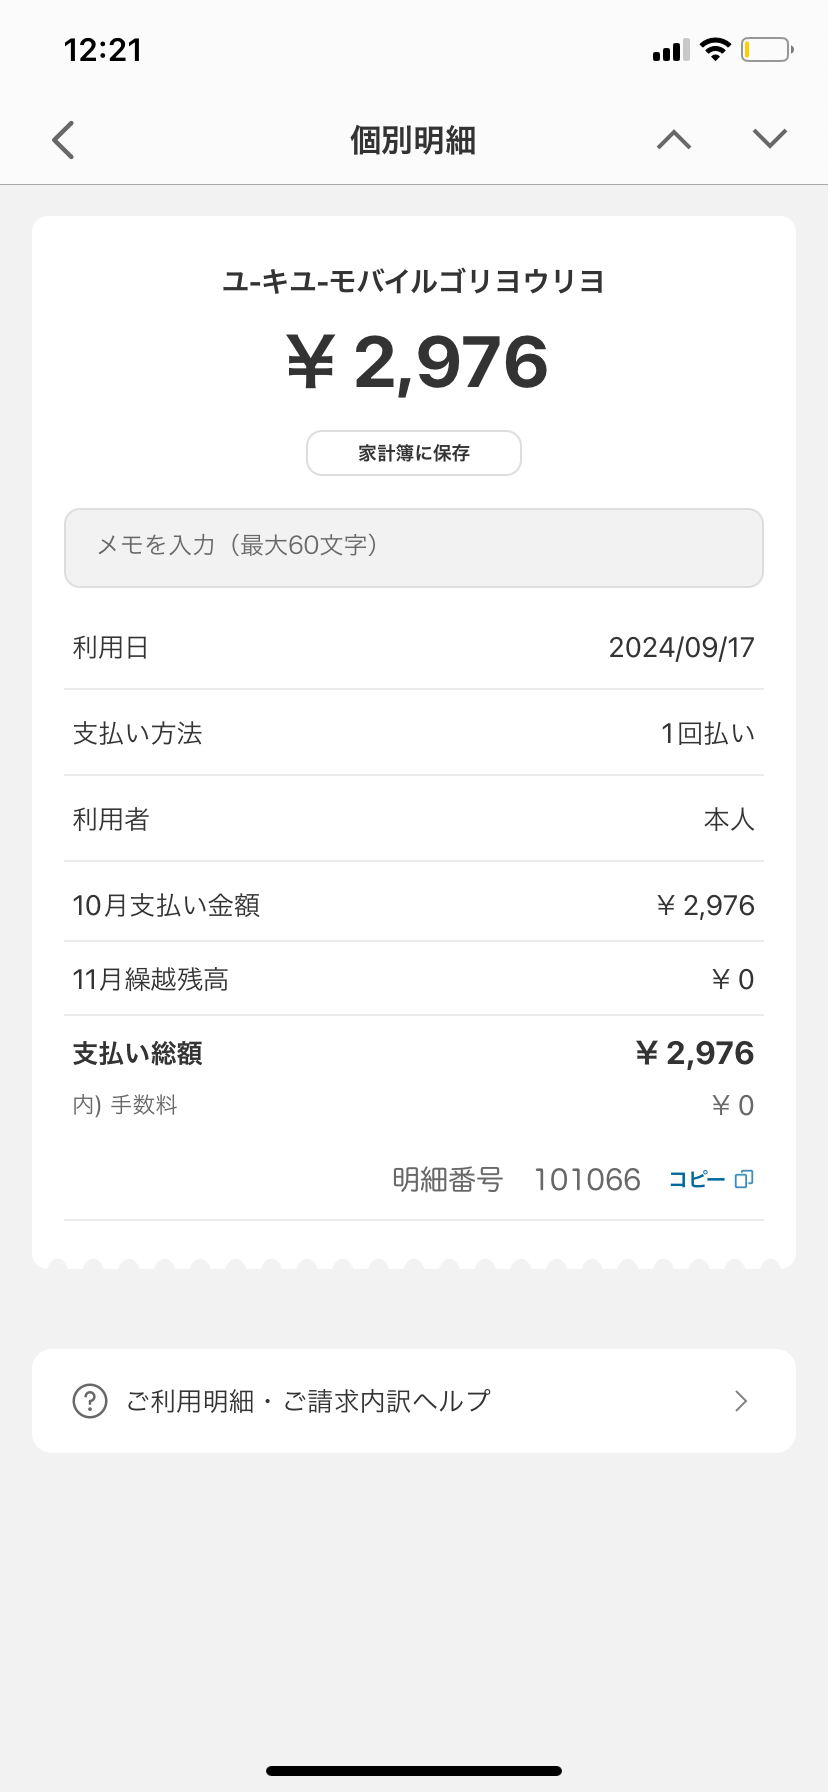 12:21
個別明細
ユ-キユ-モバイルゴリヨウリヨ
¥ 2,976
家計簿に保存
メモを入力（最大60文字）
利用日 2024/09/17
支払い方法 1回払い
利用者 本人
10月支払い金額 ¥ 2,976
11月繰越残高 ¥ 0
支払い総額 ¥ 2,976
内) 手数料 ¥ 0
明細番号 101066 コピー
ご利用明細・ご請求内訳ヘルプ